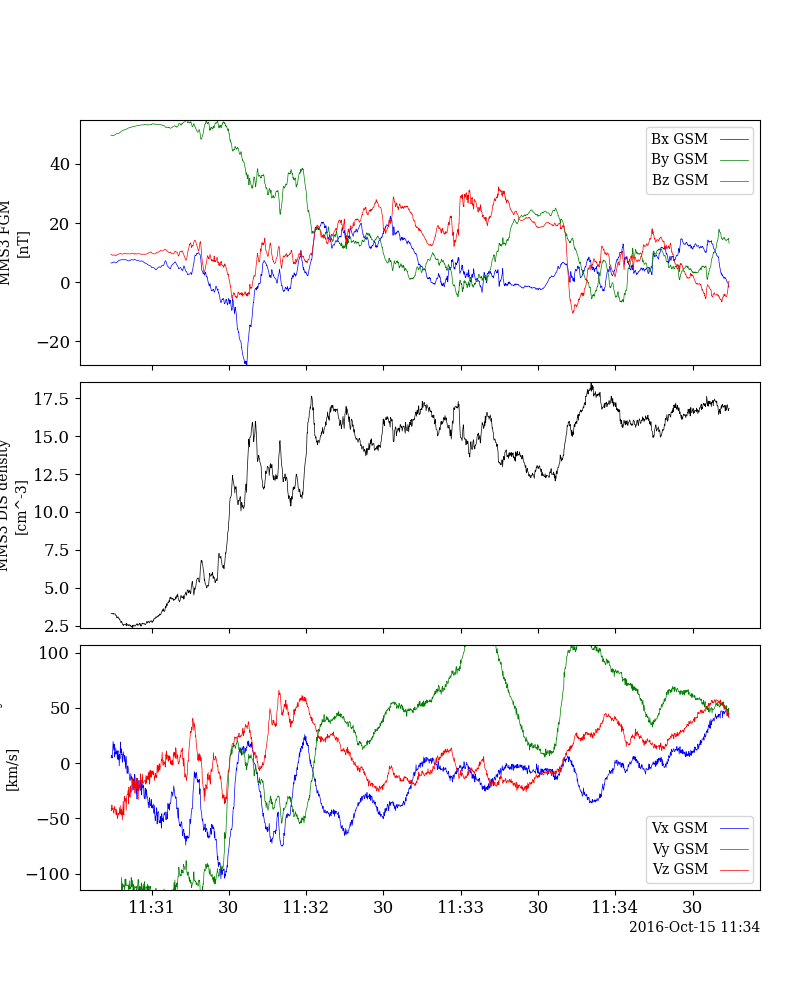 MMS3 FGM
[nT]
40
20
0
−20
Bx GSM
By GSM
Bz GSM
MMS3 DIS density
[cm^-3]
17.5
15.0
12.5
10.0
7.5
5.0
2.5
[km/s]
100
50
0
−50
−100
Vx GSM
Vy GSM
Vz GSM
11:31 30 11:32 30 11:33 30 11:34 30
2016-Oct-15 11:34